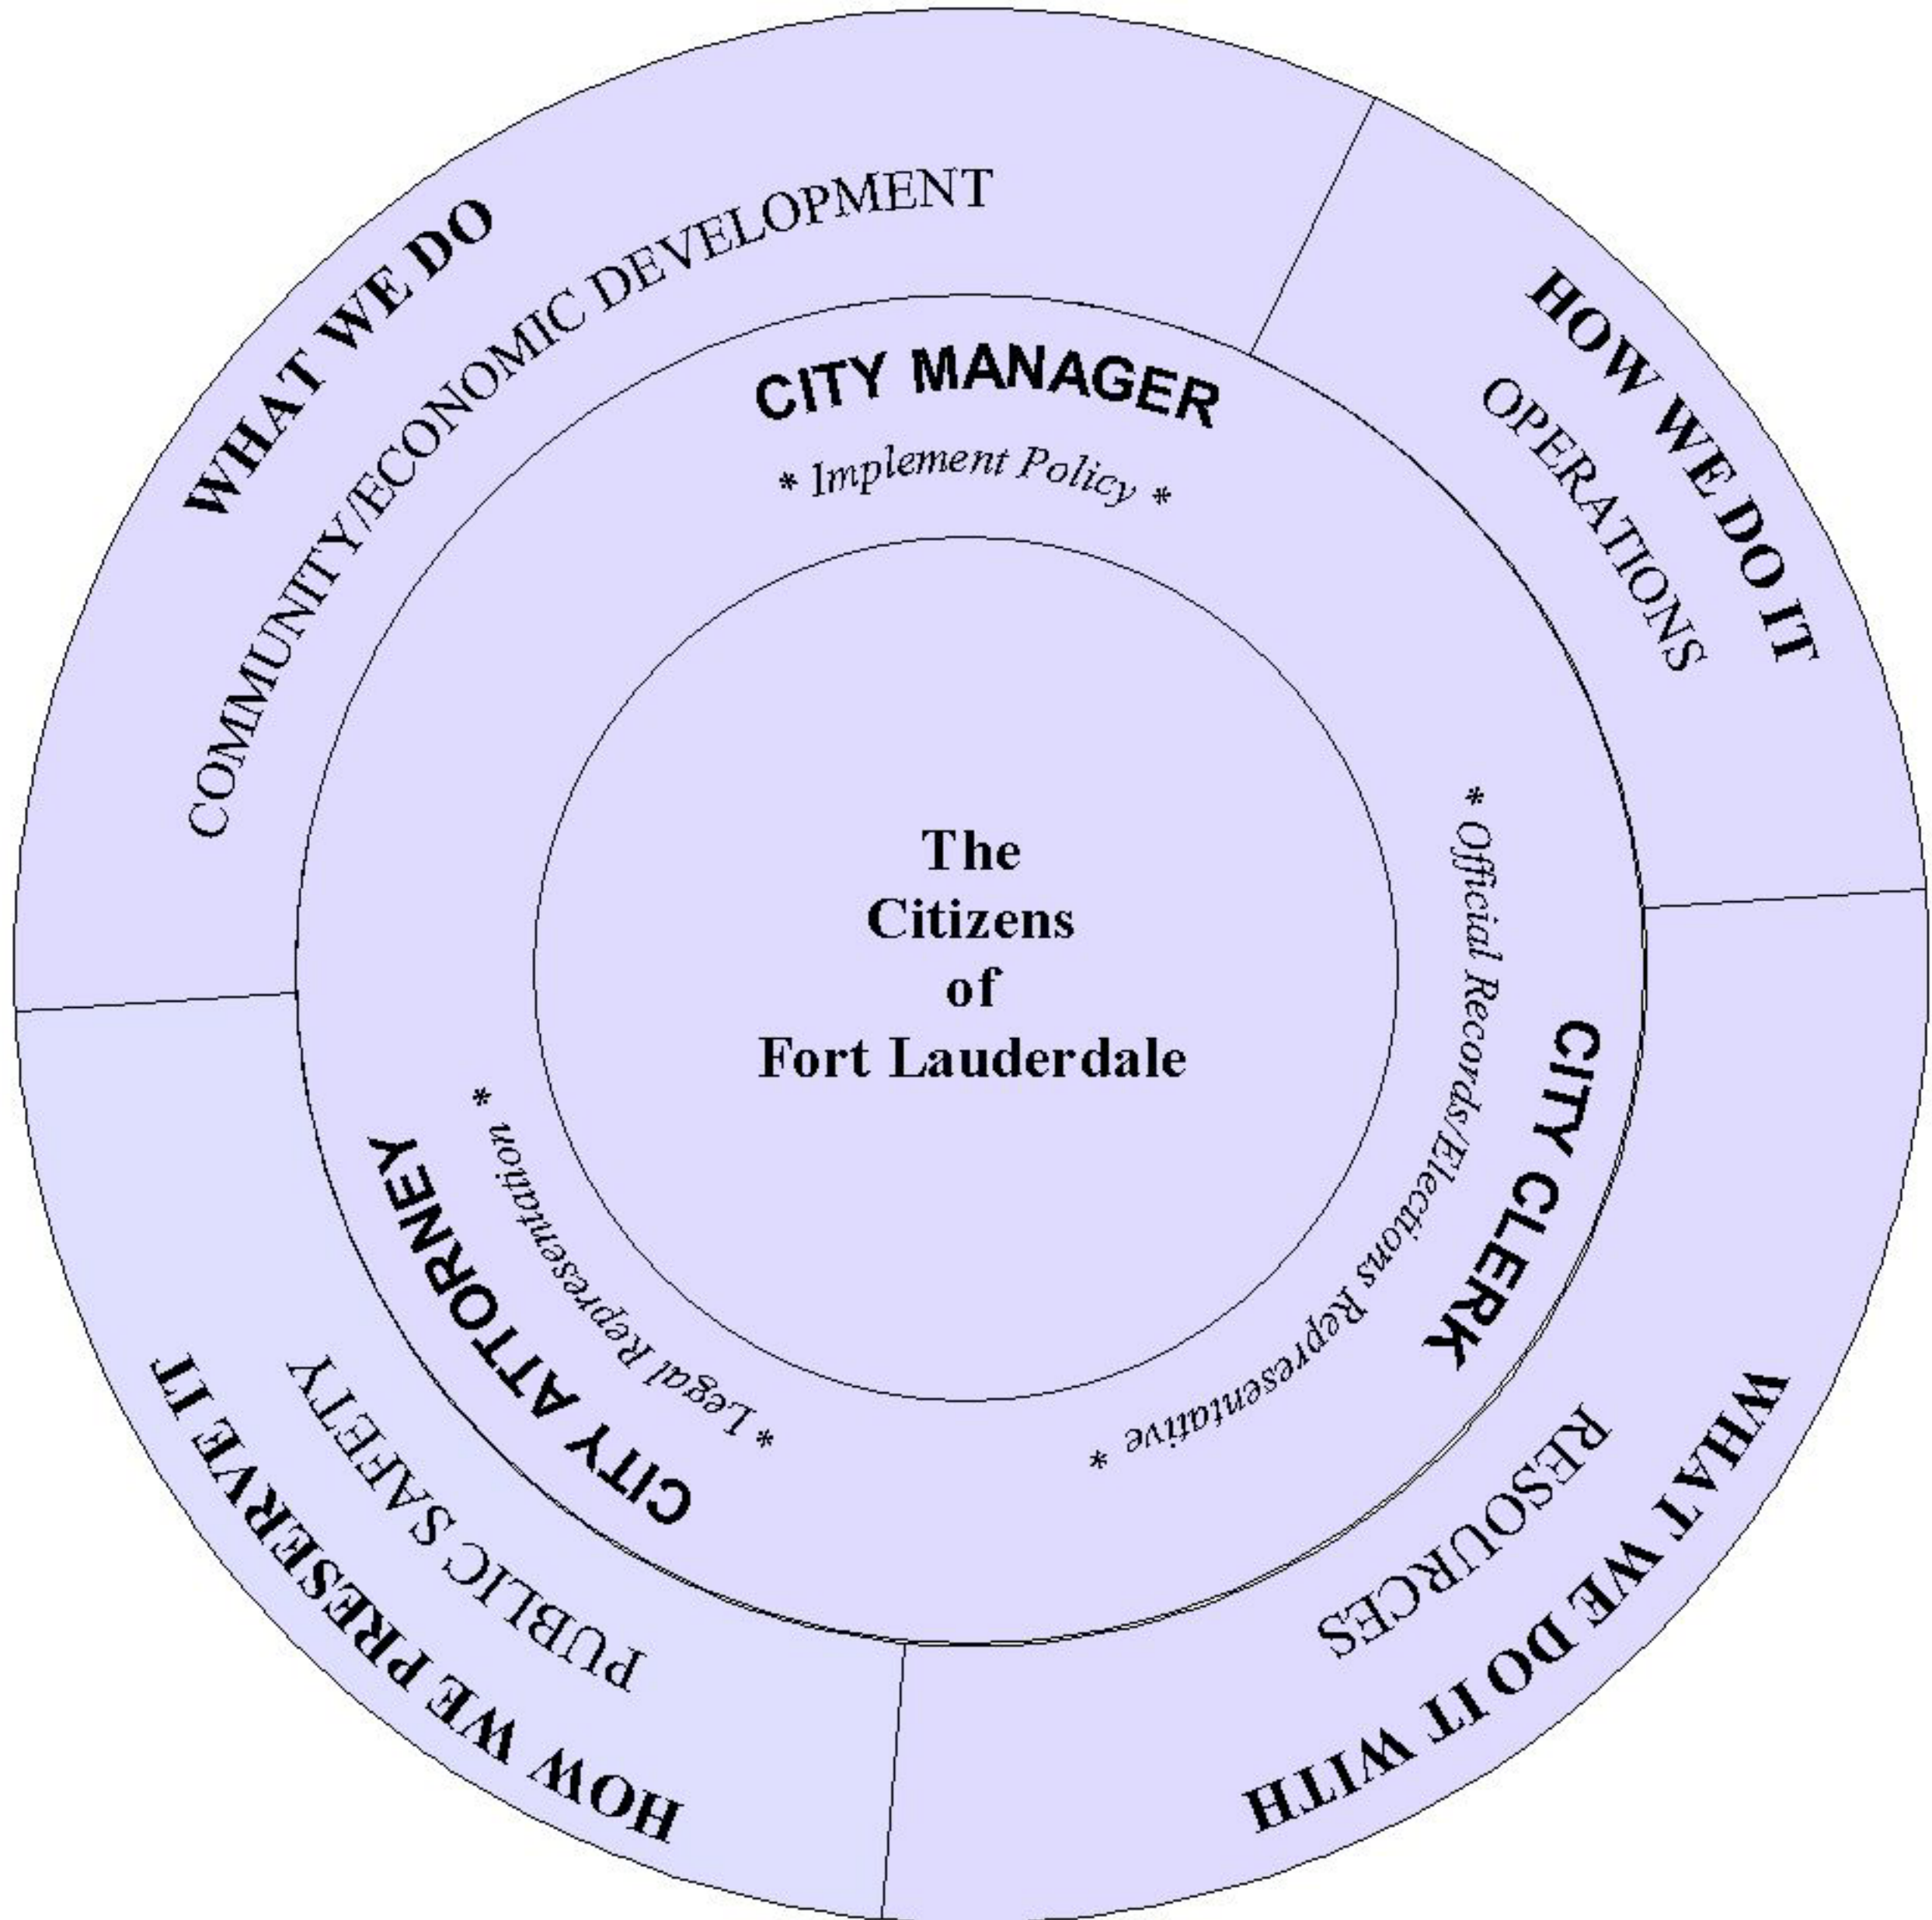 WHAT WE DO
COMMUNITY/ECONOMIC DEVELOPMENT
HOW WE DO IT
OPERATIONS
WHAT WE DO IT WITH
RESOURCES
HOW WE PRESERVE IT
PUBLIC SAFETY
CITY MANAGER
* Implement Policy *
CITY CLERK
* Official Records/Elections Representative *
CITY ATTORNEY
* Legal Representation *
The
Citizens
of
Fort Lauderdale